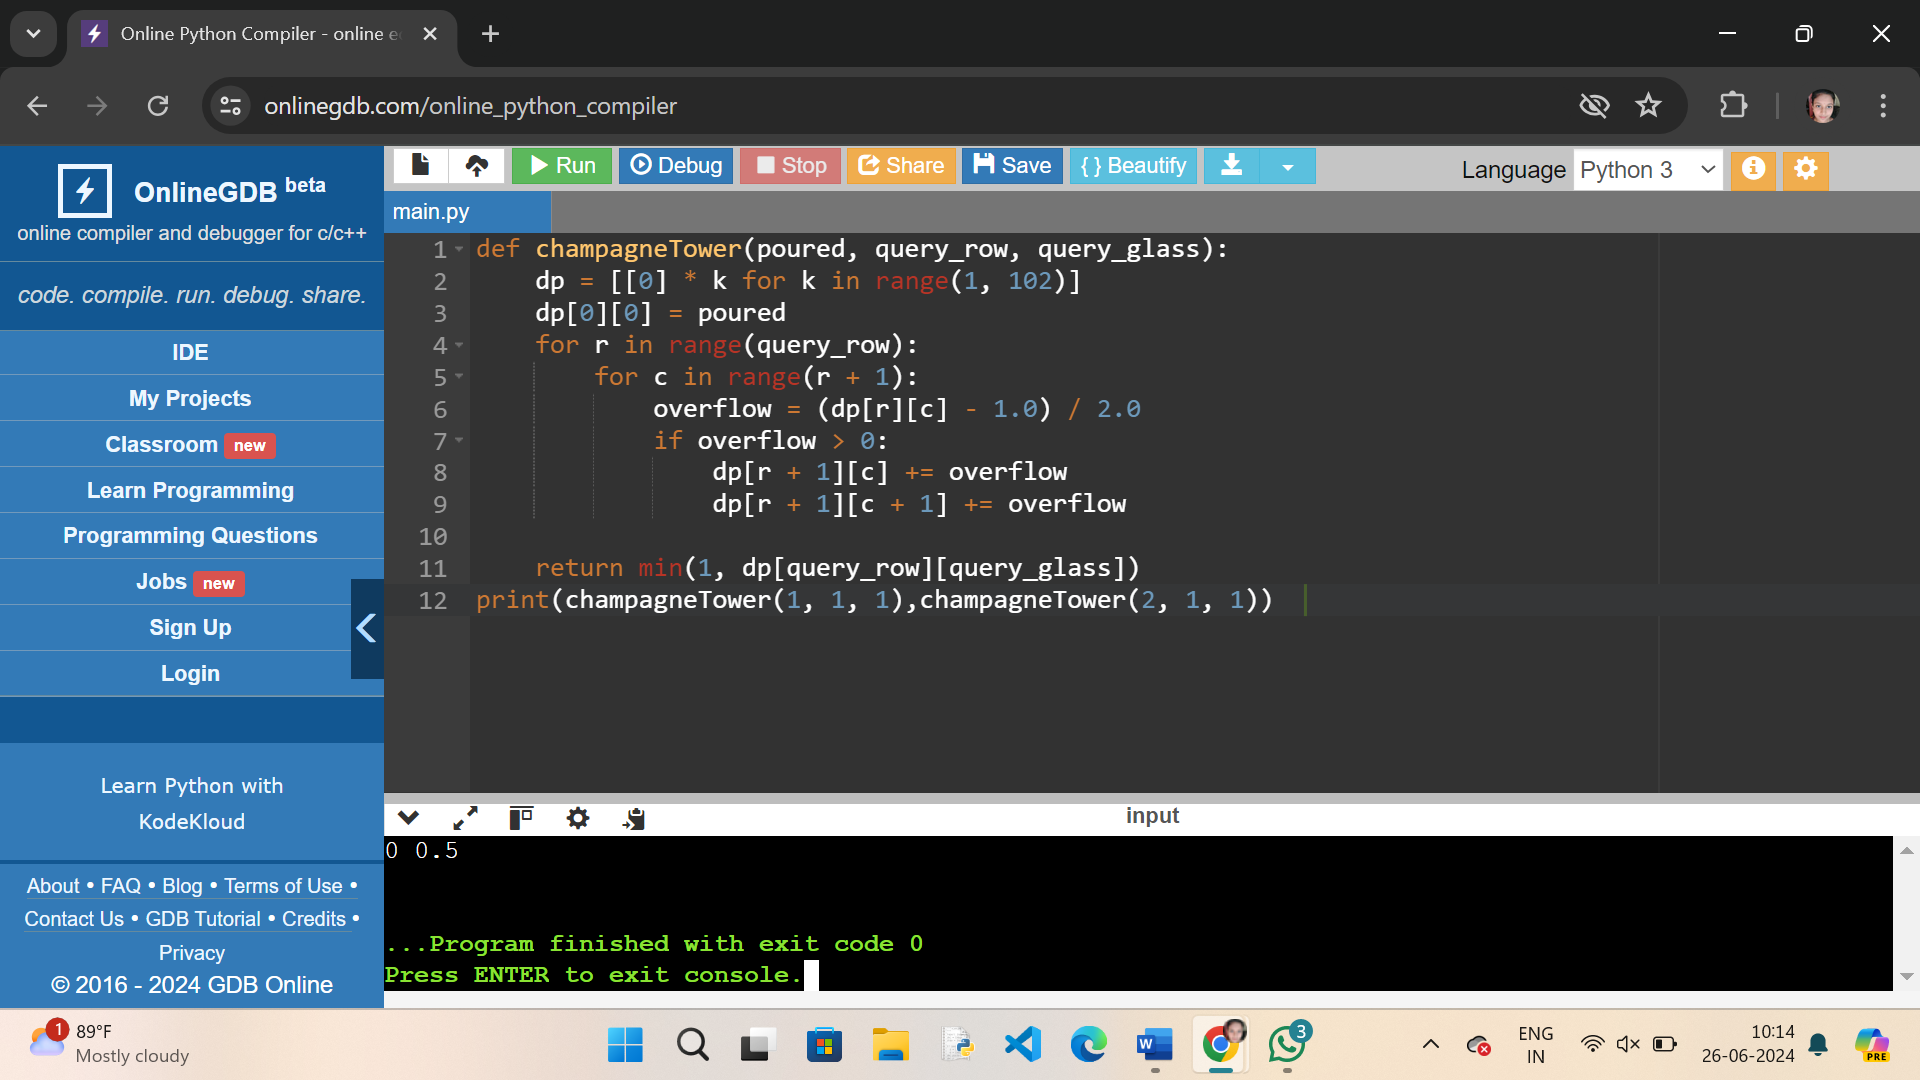 Online Python Compiler - online e
onlinegdb.com/online_python_compiler
OnlineGDB beta
online compiler and debugger for c/c++
code. compile. run. debug. share.
IDE
My Projects
Classroom new
Learn Programming
Programming Questions
Jobs new
Sign Up
Login
Learn Python with
KodeKloud
About • FAQ • Blog • Terms of Use •
Contact Us • GDB Tutorial • Credits •
Privacy
© 2016 - 2024 GDB Online
Run Debug Stop Share Save {} Beautify
Language Python 3
main.py
1 def champagneTower(poured, query_row, query_glass):
2     dp = [[0] * k for k in range(1, 102)]
3     dp[0][0] = poured
4     for r in range(query_row):
5         for c in range(r + 1):
6             overflow = (dp[r][c] - 1.0) / 2.0
7             if overflow > 0:
8                 dp[r + 1][c] += overflow
9                 dp[r + 1][c + 1] += overflow
10
11     return min(1, dp[query_row][query_glass])
12 print(champagneTower(1, 1, 1),champagneTower(2, 1, 1))
input
0 0.5
...Program finished with exit code 0
Press ENTER to exit console.
1
89°F
Mostly cloudy
W
3
ENG
IN
10:14
26-06-2024
PRE